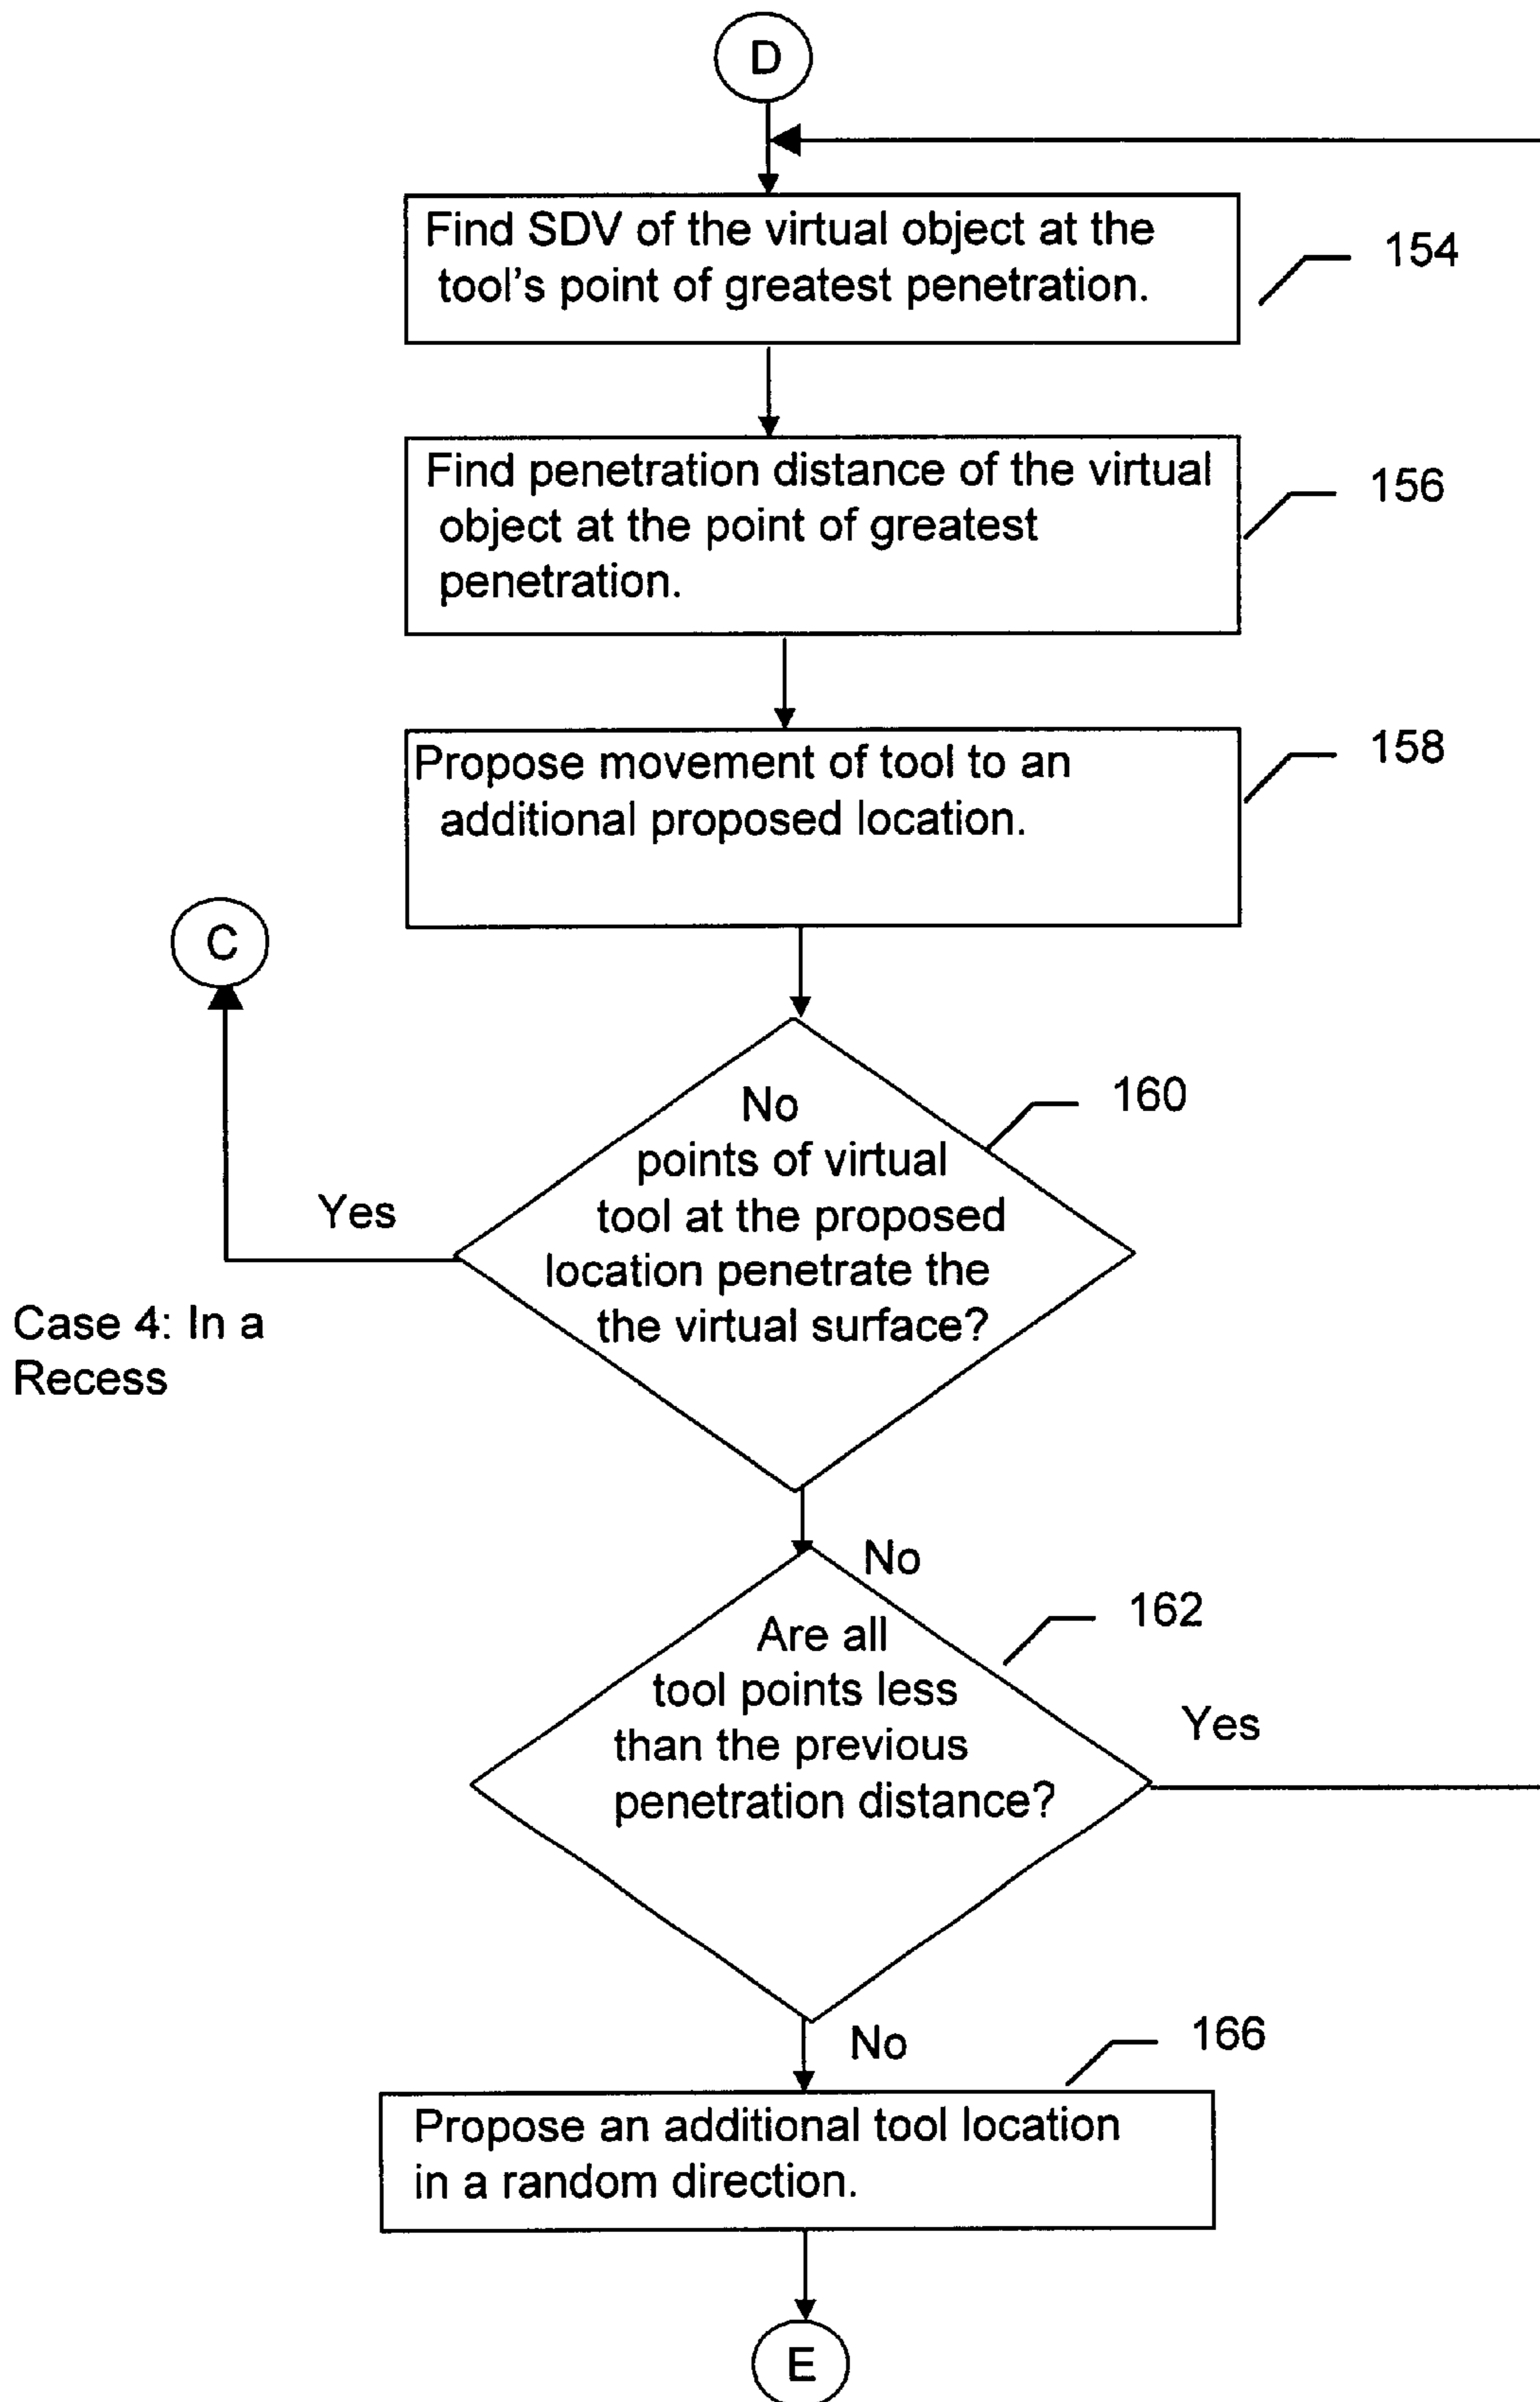 D
Find SDV of the virtual object at the
tool's point of greatest penetration.
154
Find penetration distance of the virtual
object at the point of greatest
penetration.
156
Propose movement of tool to an
additional proposed location.
158
C
No
points of virtual
tool at the proposed
location penetrate the
the virtual surface?
160
Yes
Case 4: In a
Recess
No
Are all
tool points less
than the previous
penetration distance?
162
Yes
No
166
Propose an additional tool location
in a random direction.
E